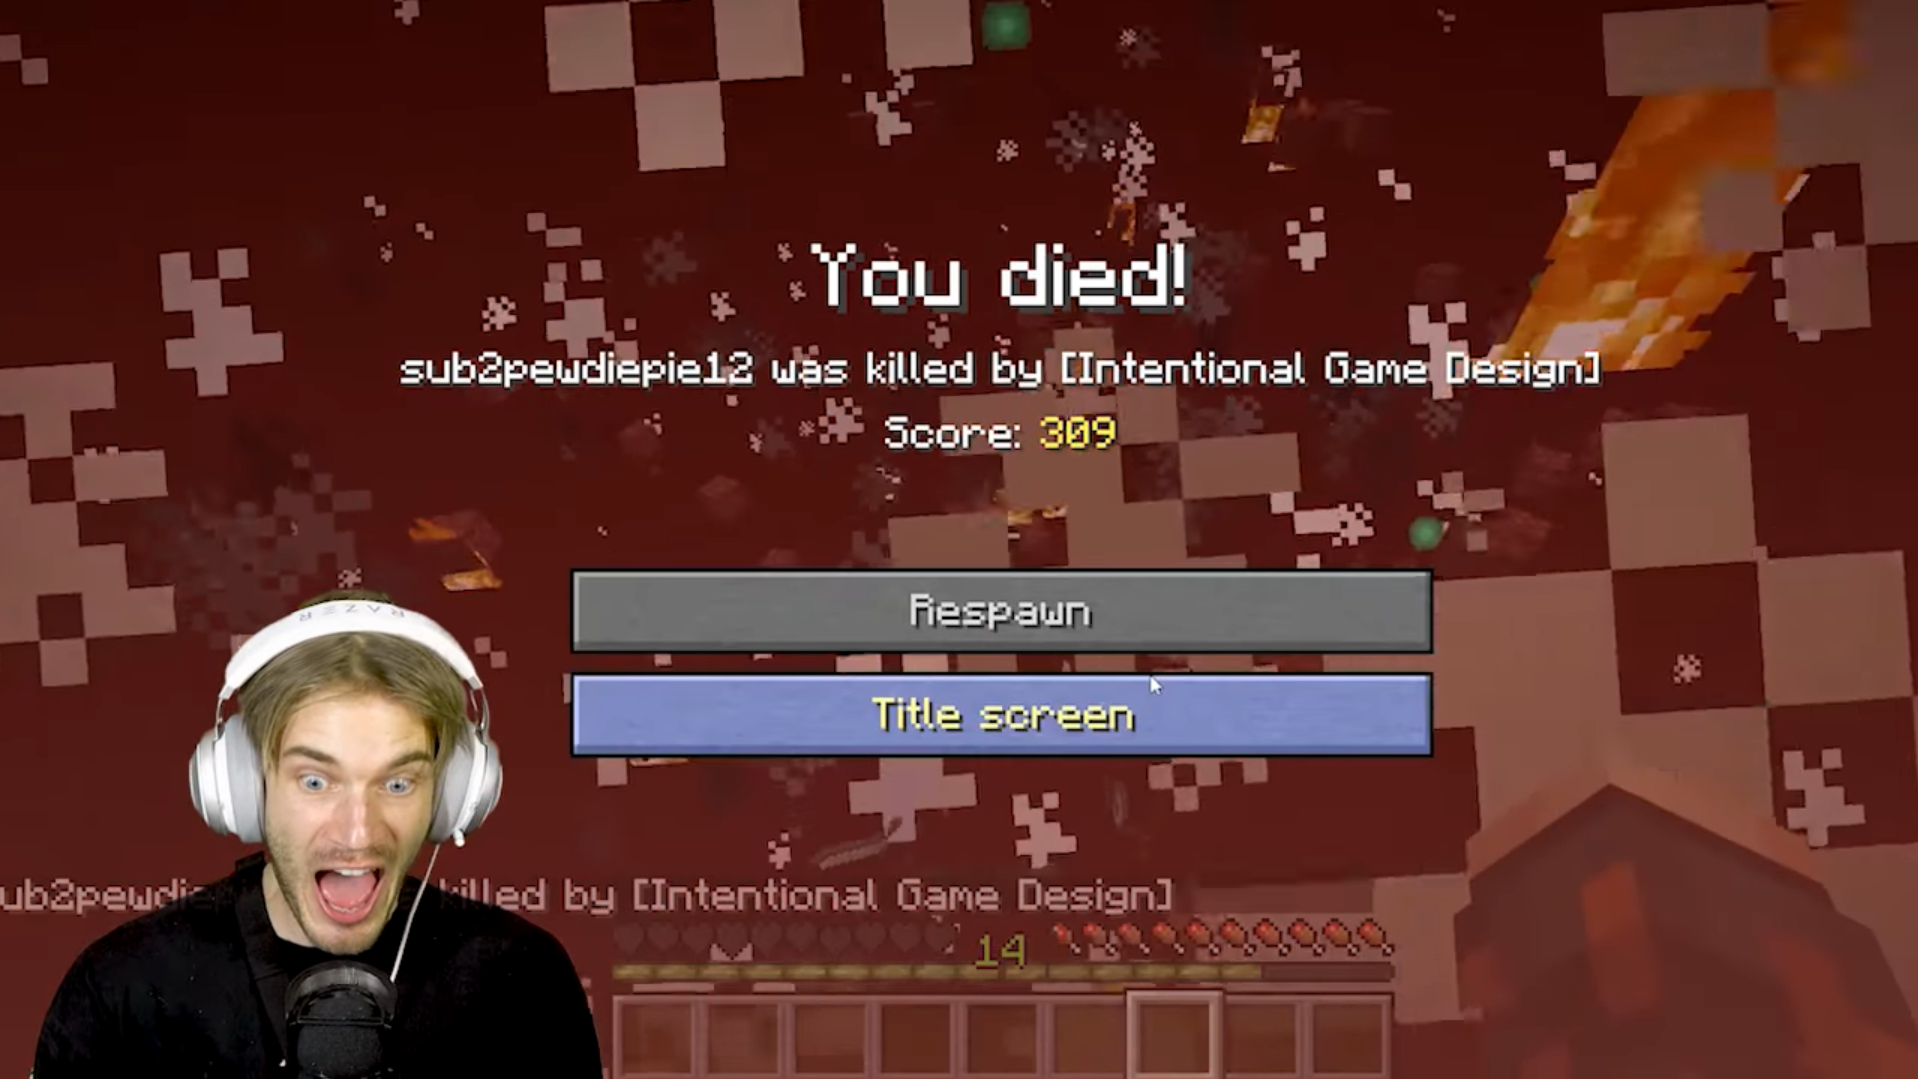 You died!
sub2pewdiepie12 was killed by [Intentional Game Design]
Score: 309
Respawn
Title screen
RAZER
killed by [Intentional Game Design]
14